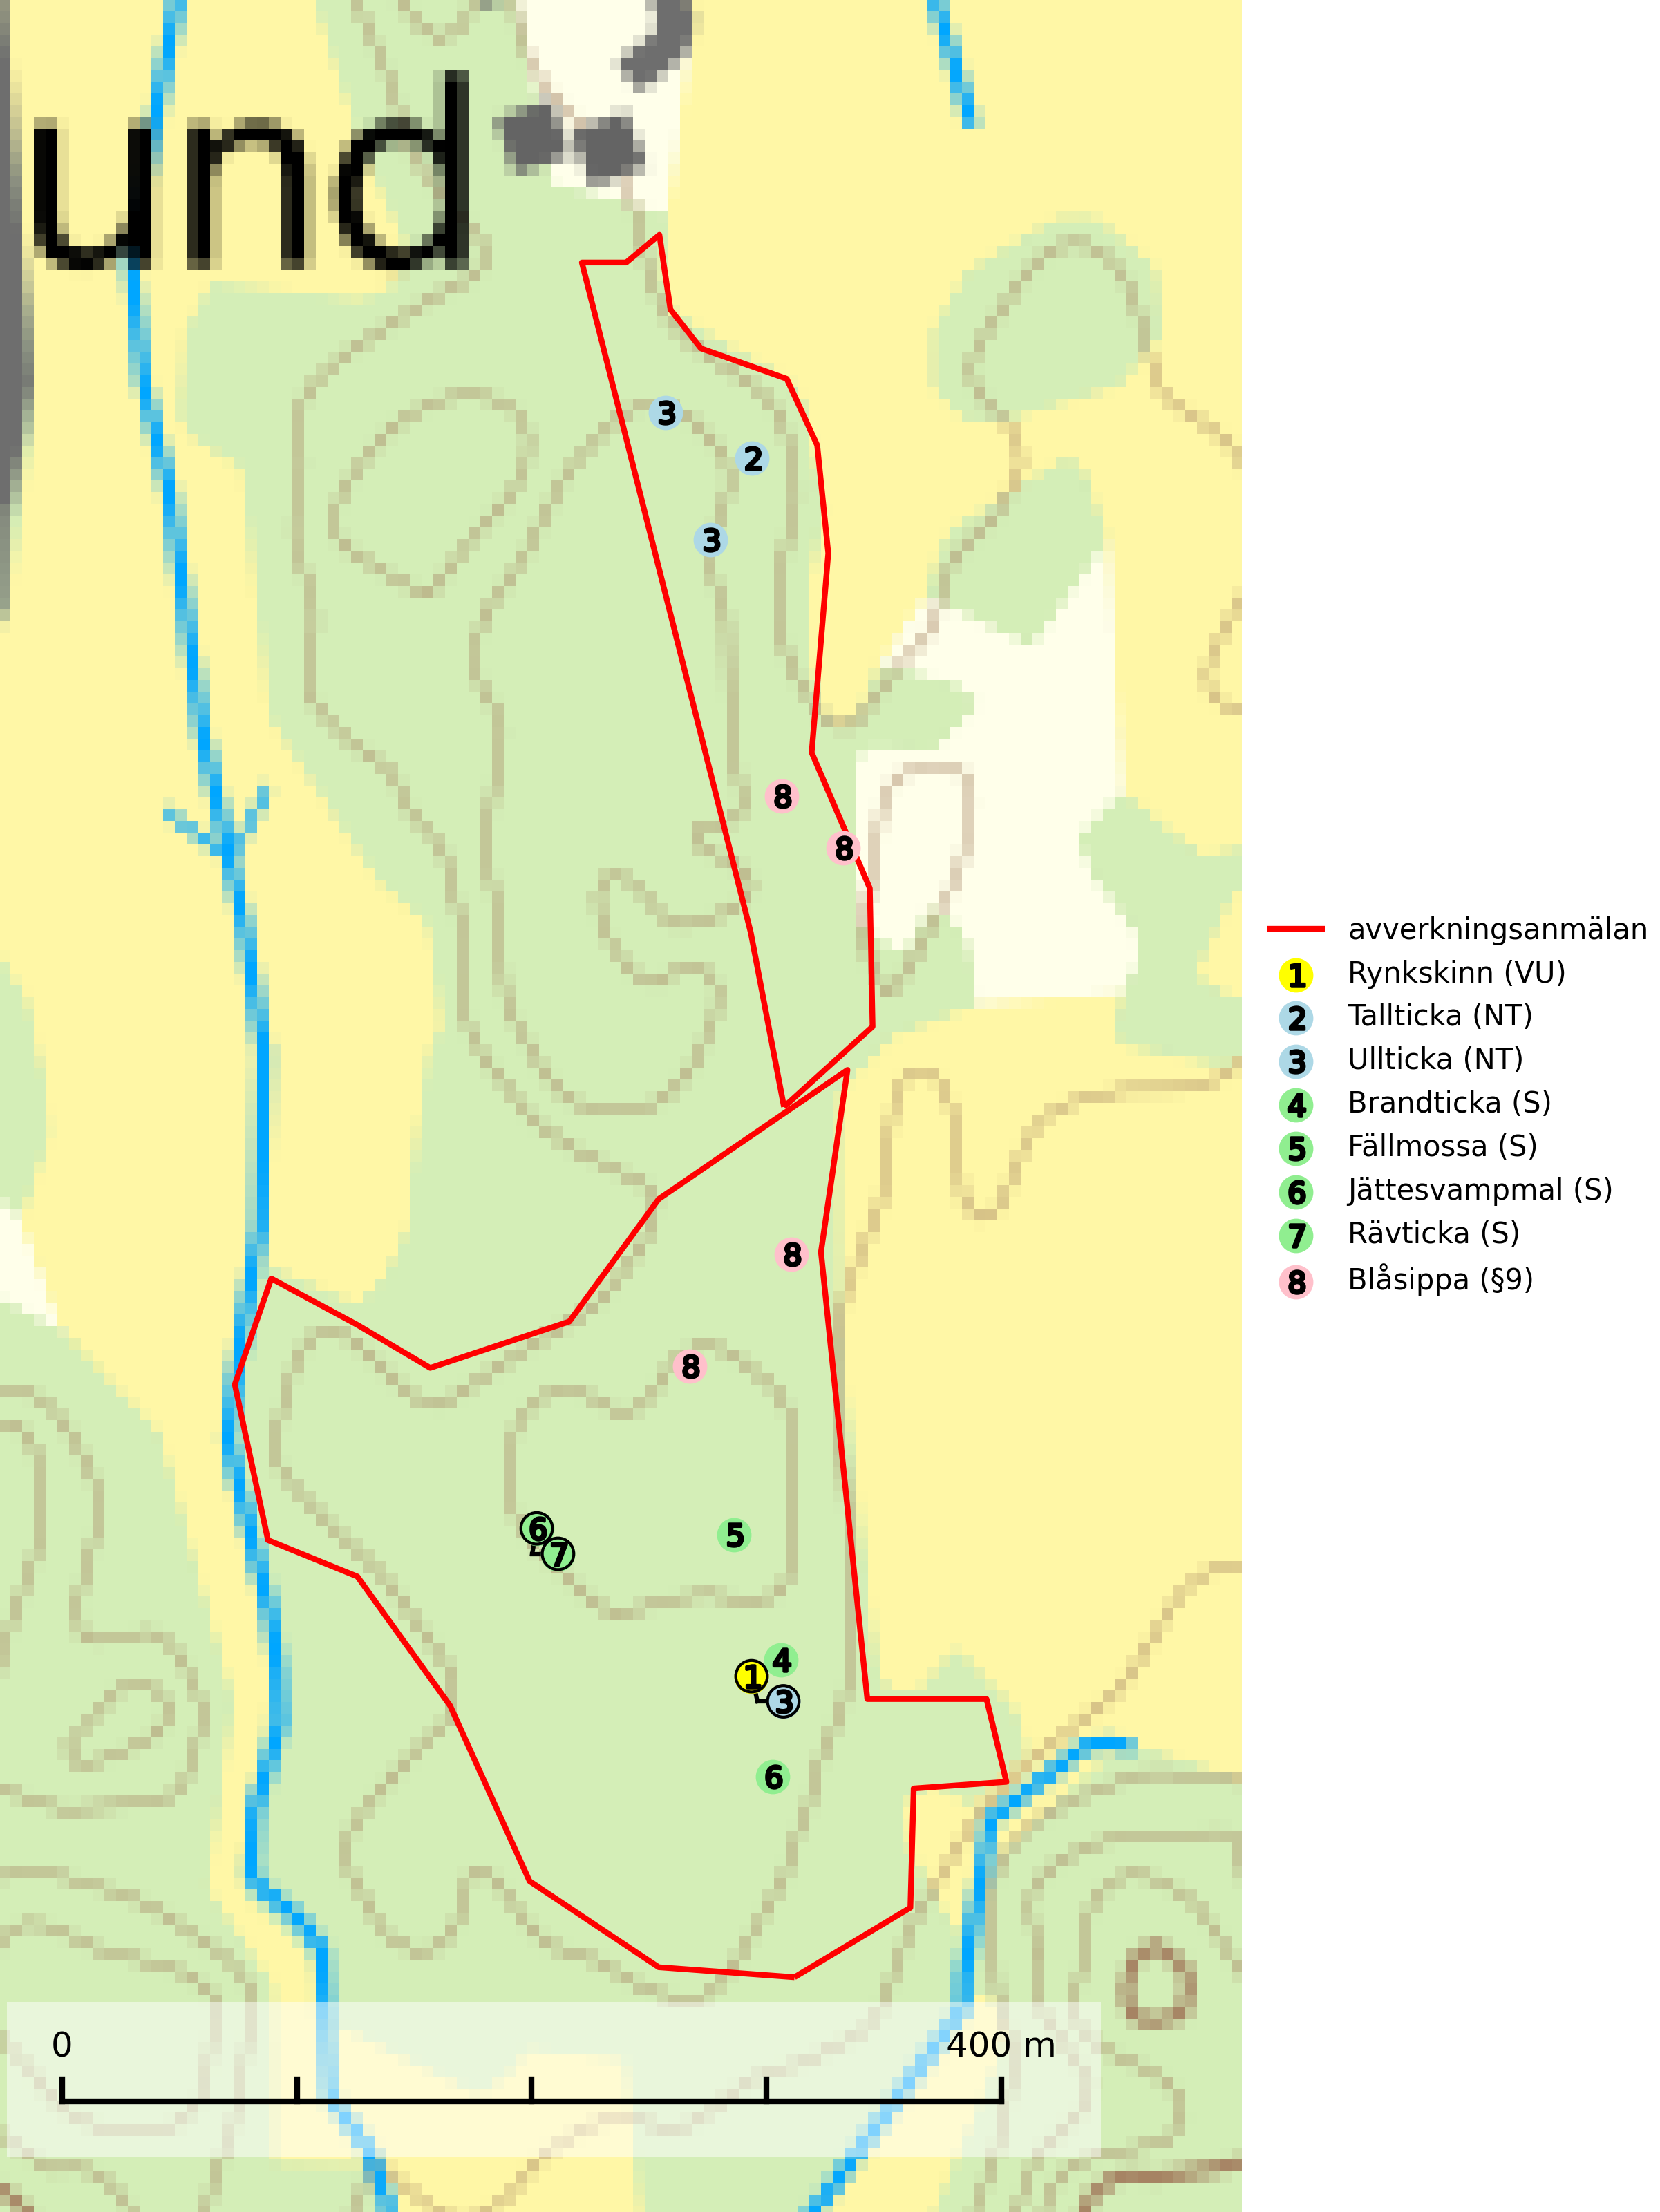 und
3
2
3
8
8
8
8
6
7
5
4
1
3
6
0
400 m
avverkningsanmälan
1 Rynkskinn (VU)
2 Tallticka (NT)
3 Ullticka (NT)
4 Brandticka (S)
5 Fällmossa (S)
6 Jättesvampmal (S)
7 Rävticka (S)
8 Blåsippa (§9)